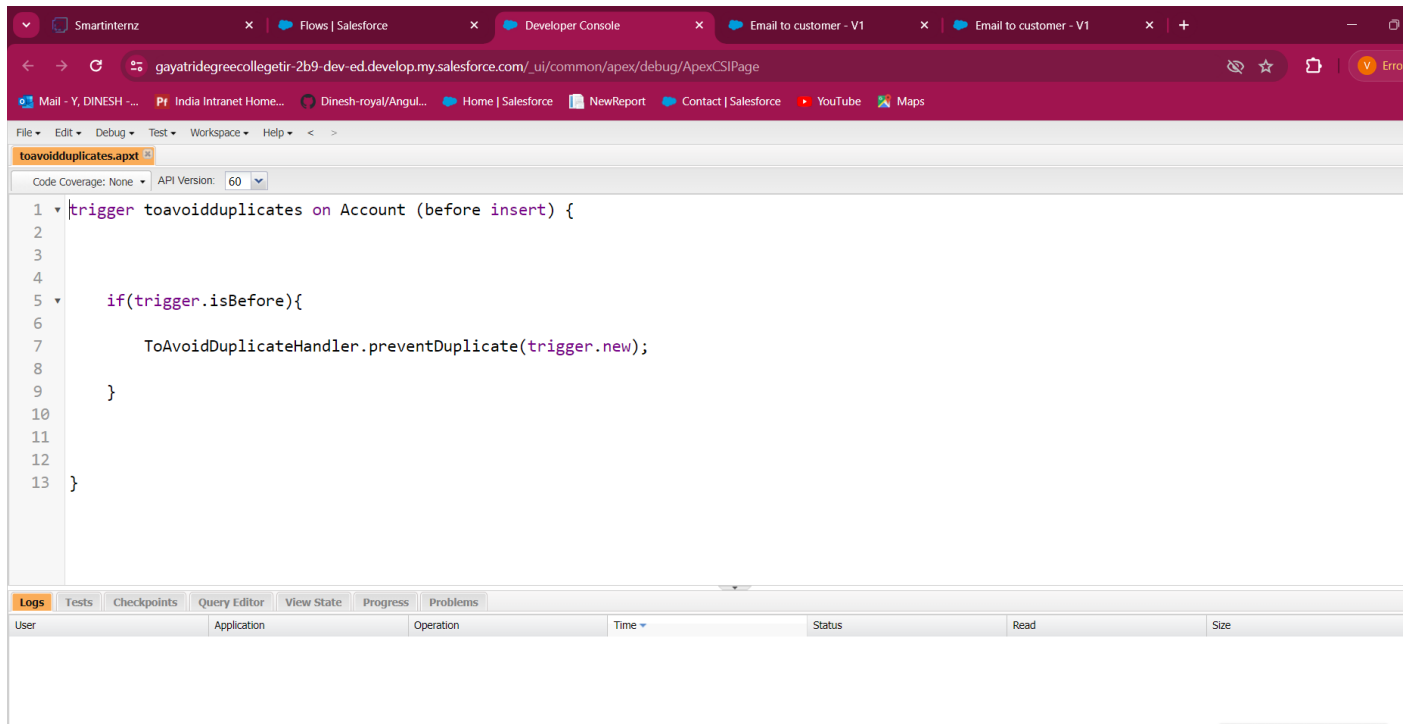 Smartinternz
Flows | Salesforce
Developer Console
Email to customer - V1
Email to customer - V1
gayatridegreecollegetir-2b9-dev-ed.develop.my.salesforce.com/_ui/common/apex/debug/ApexCSIPage
V Erro
Mail - Y, DINESH -... Pf India Intranet Home... Dinesh-royal/Angul... Home | Salesforce NewReport Contact | Salesforce YouTube Maps
File Edit Debug Test Workspace Help < >
toavoidduplicates.apxt
Code Coverage: None API Version: 60
1 trigger toavoidduplicates on Account (before insert) {
2
3
4
5 if(trigger.isBefore){
6
7 ToAvoidDuplicateHandler.preventDuplicate(trigger.new);
8
9 }
10
11
12
13 }
Logs Tests Checkpoints Query Editor View State Progress Problems
User Application Operation Time Status Read Size